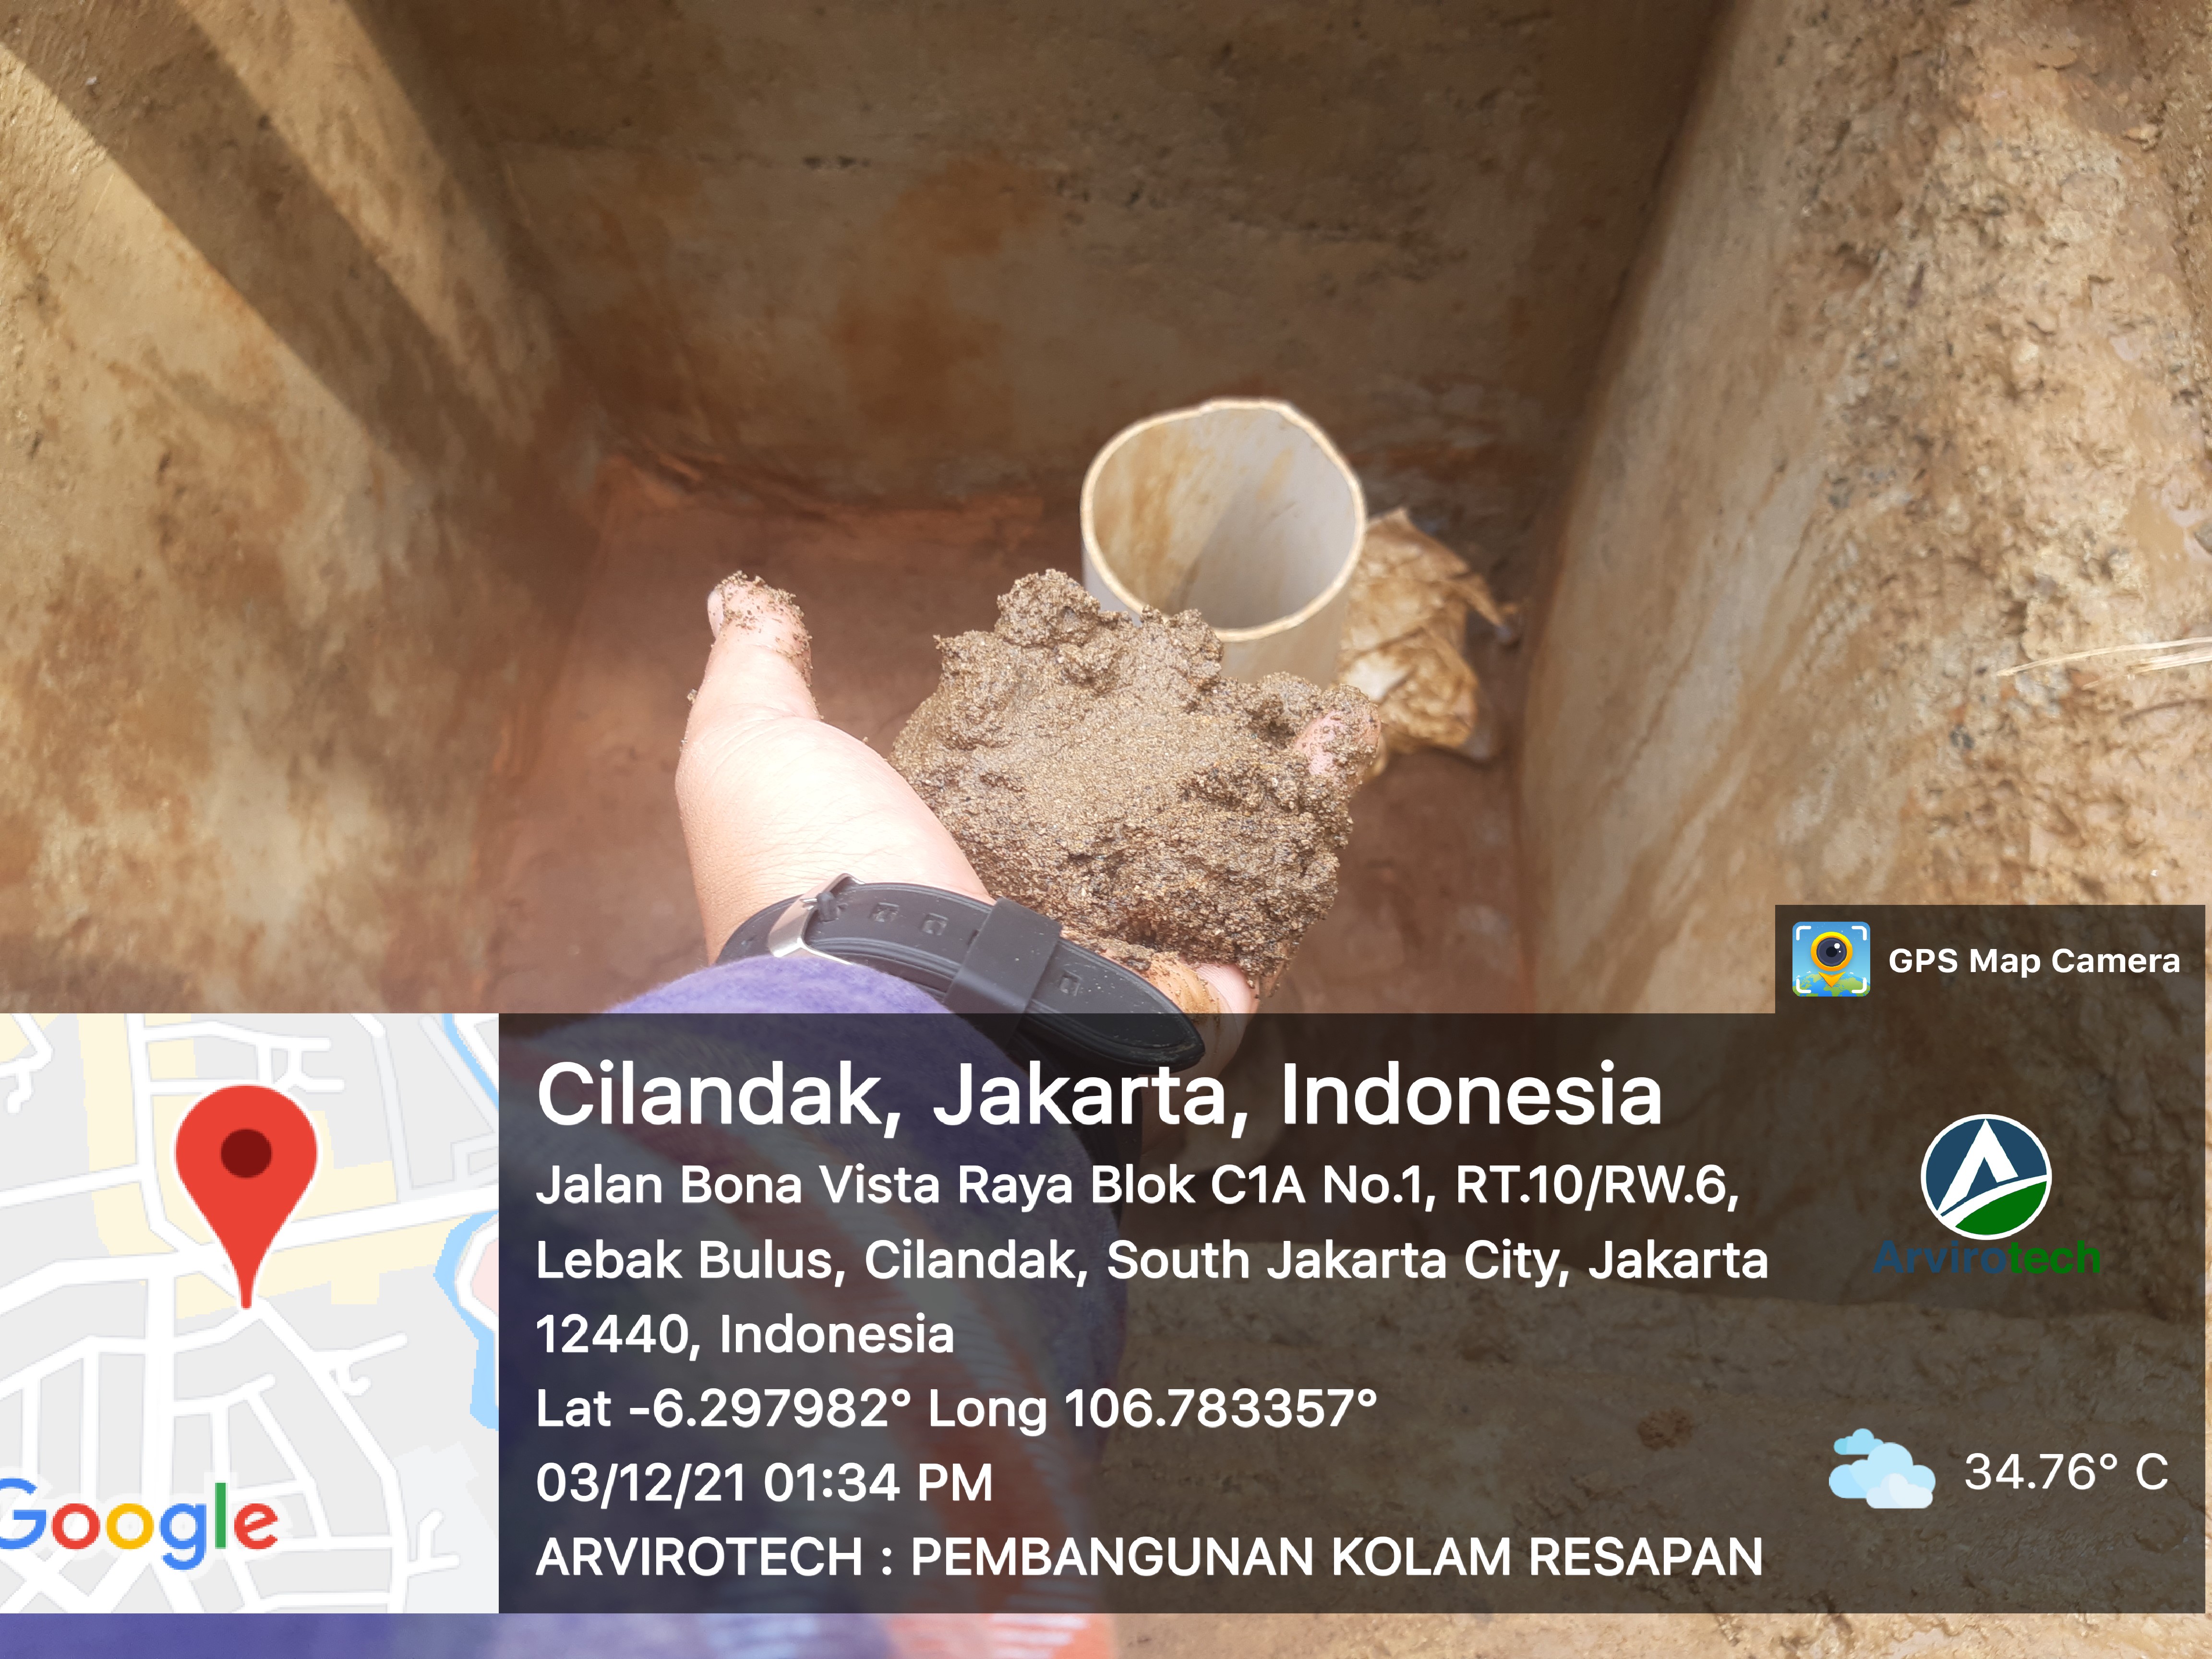 GPS Map Camera
Cilandak, Jakarta, Indonesia
Jalan Bona Vista Raya Blok C1A No.1, RT.10/RW.6,
Lebak Bulus, Cilandak, South Jakarta City, Jakarta
12440, Indonesia
Lat -6.297982° Long 106.783357°
03/12/21 01:34 PM
ARVIROTECH : PEMBANGUNAN KOLAM RESAPAN
Arvirotech
34.76° C
Google